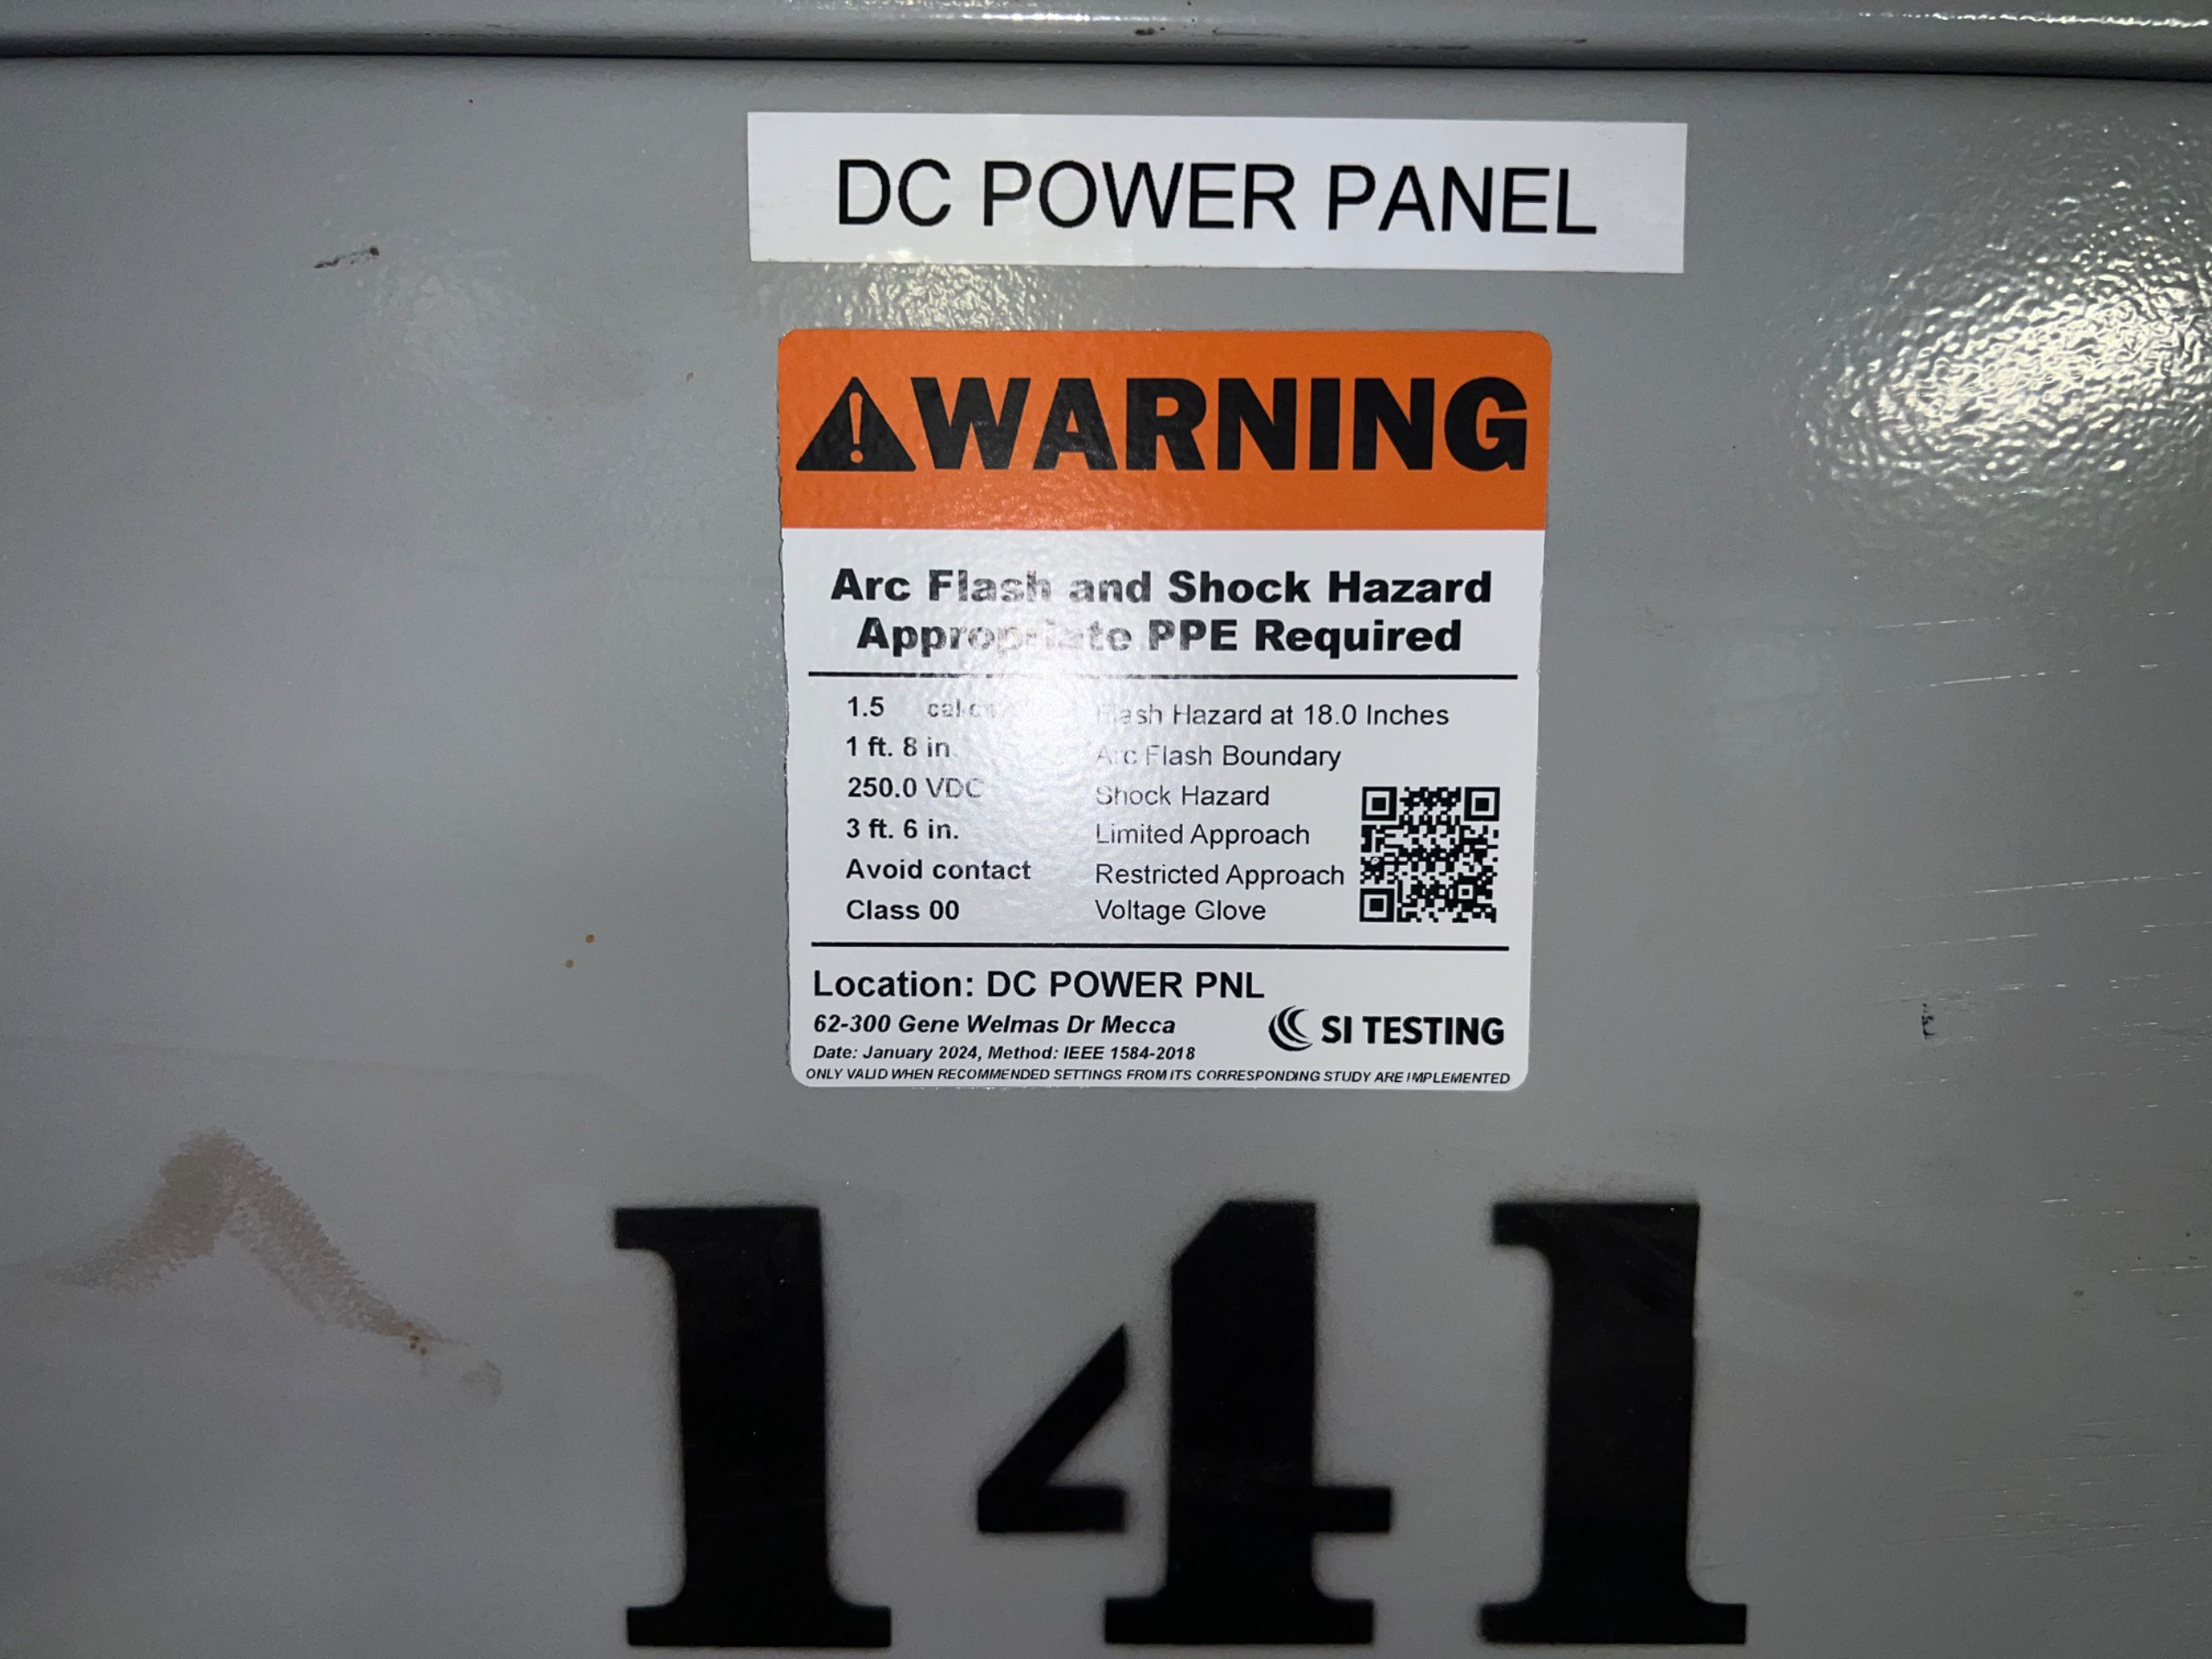 DC POWER PANEL
WARNING
Arc Flash and Shock Hazard
Appropriate PPE Required
1.5 Flash Hazard at 18.0 Inches
1 ft. 8 in. Arc Flash Boundary
250.0 VDC Shock Hazard
3 ft. 6 in. Limited Approach
Avoid contact Restricted Approach
Class 00 Voltage Glove
Location: DC POWER PNL
62-300 Gene Welmas Dr Mecca
SI TESTING
Date: January 2024, Method: IEEE 1584-2018
ONLY VALID WHEN RECOMMENDED SETTINGS FROM ITS CORRESPONDING STUDY ARE IMPLEMENTED
141